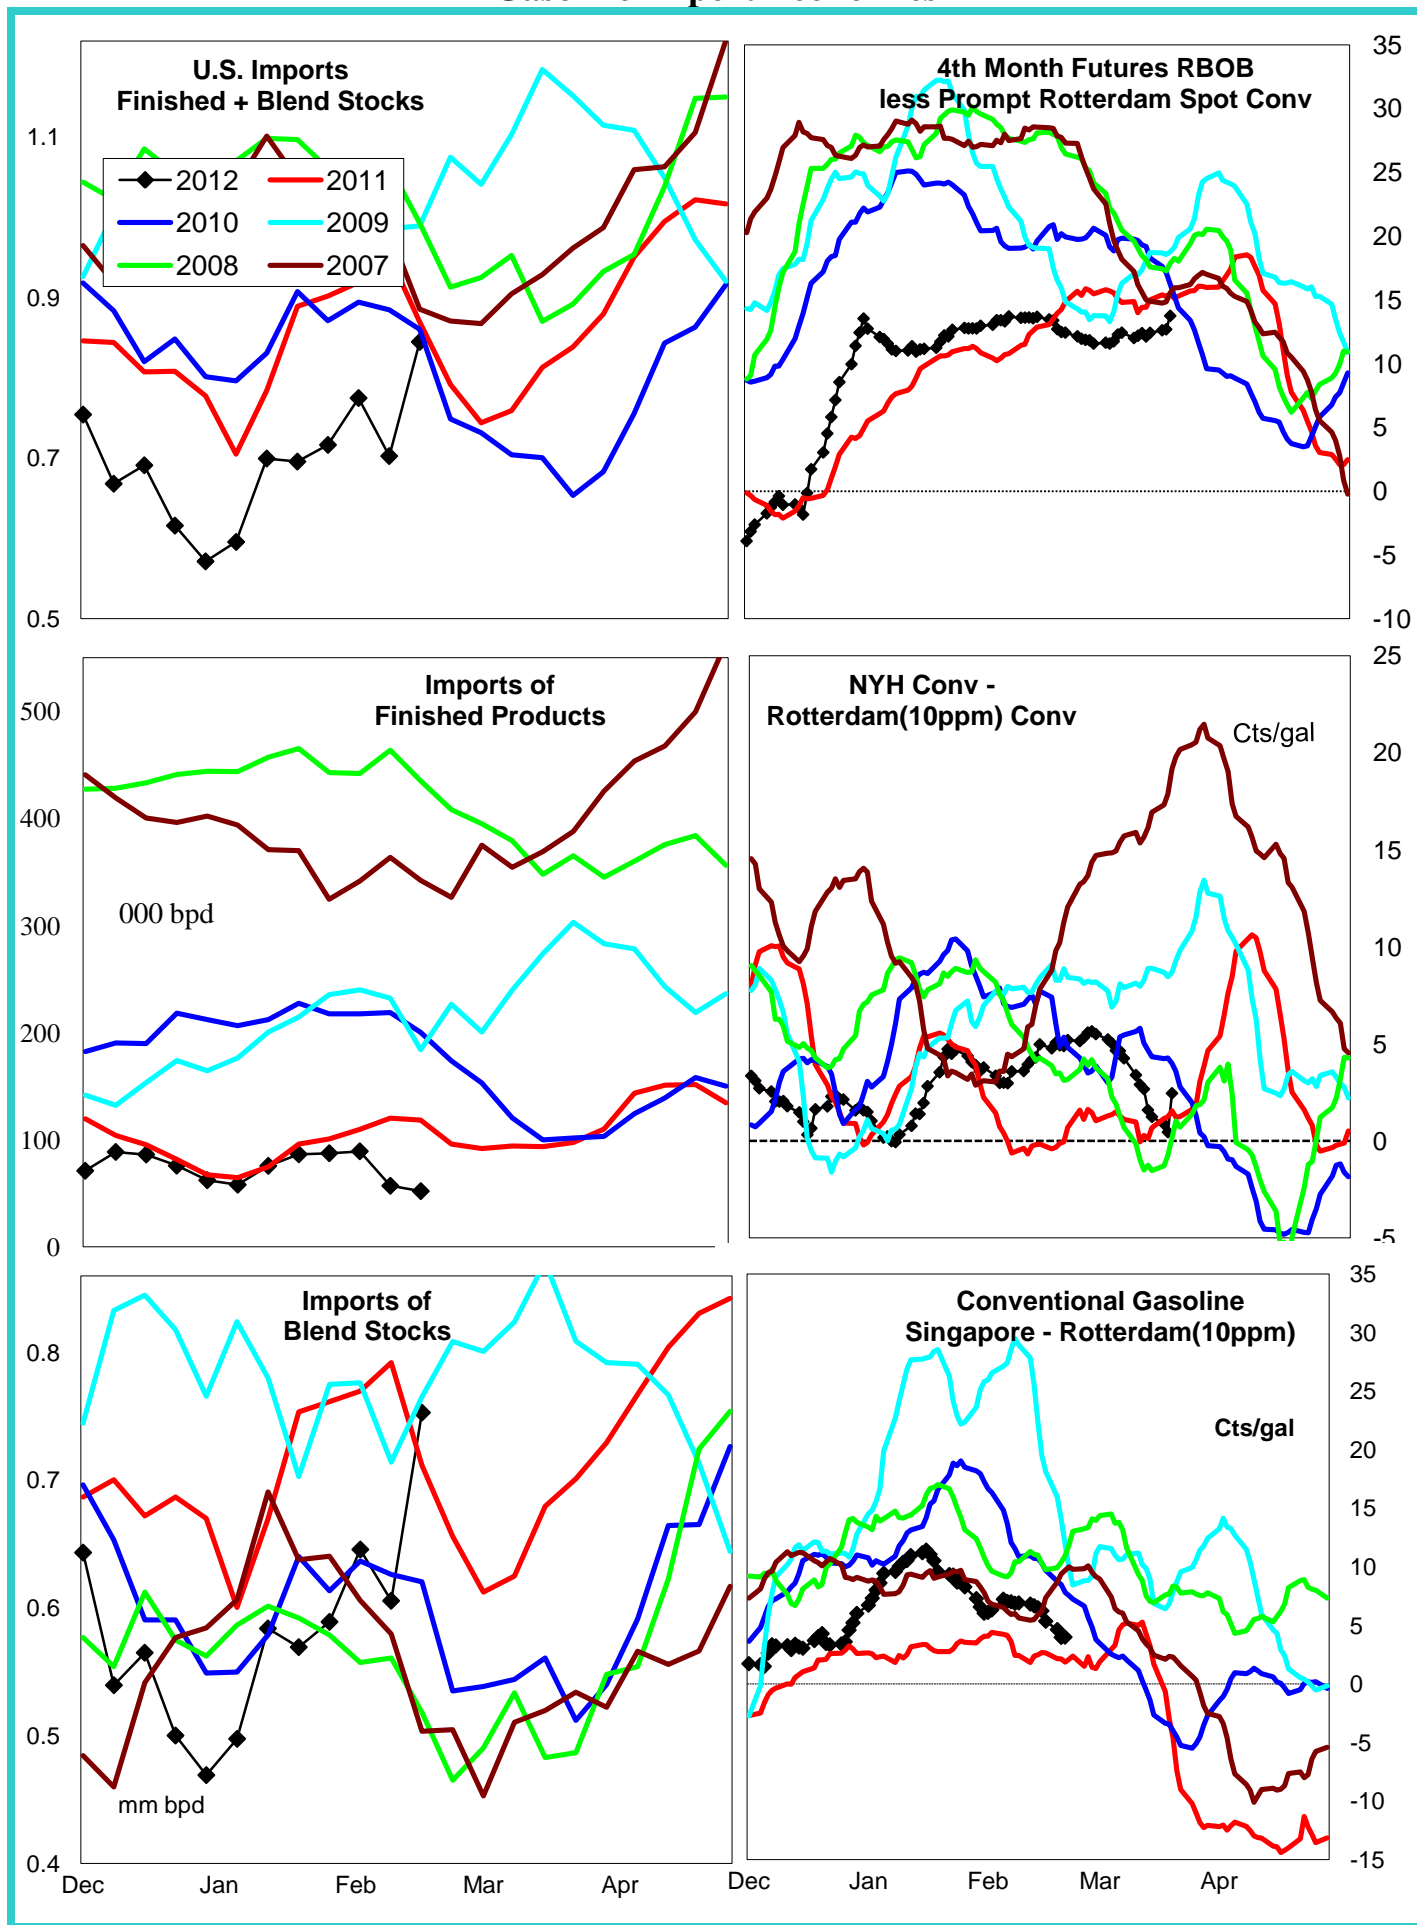 U.S. Imports
Finished + Blend Stocks
1.1
0.9
0.7
0.5
2012
2011
2010
2009
2008
2007
4th Month Futures RBOB
less Prompt Rotterdam Spot Conv
35
30
25
20
15
10
5
0
-5
-10
Imports of
Finished Products
500
400
300
200
100
0
000 bpd
NYH Conv -
Rotterdam(10ppm) Conv
Cts/gal
25
20
15
10
5
0
-5
Imports of
Blend Stocks
0.8
0.7
0.6
0.5
0.4
mm bpd
Dec
Jan
Feb
Mar
Apr
Conventional Gasoline
Singapore - Rotterdam(10ppm)
Cts/gal
35
30
25
20
15
10
5
0
-5
-10
-15
Dec
Jan
Feb
Mar
Apr